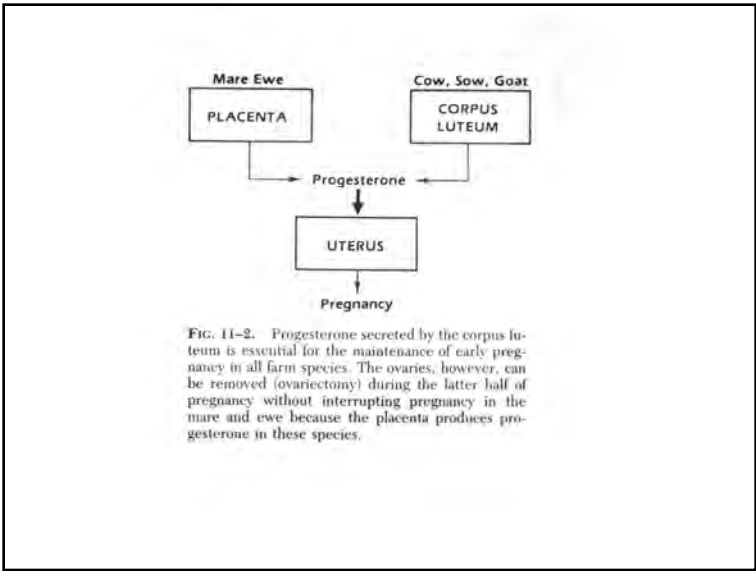 Mare Ewe
Cow, Sow, Goat
PLACENTA
CORPUS
LUTEUM
Progesterone
UTERUS
Pregnancy
FIG. 11–2. Progesterone secreted by the corpus lu-
teum is essential for the maintenance of early preg-
nancy in all farm species. The ovaries, however, can
be removed (ovariectomy) during the latter half of
pregnancy without interrupting pregnancy in the
mare and ewe because the placenta produces pro-
gesterone in these species.